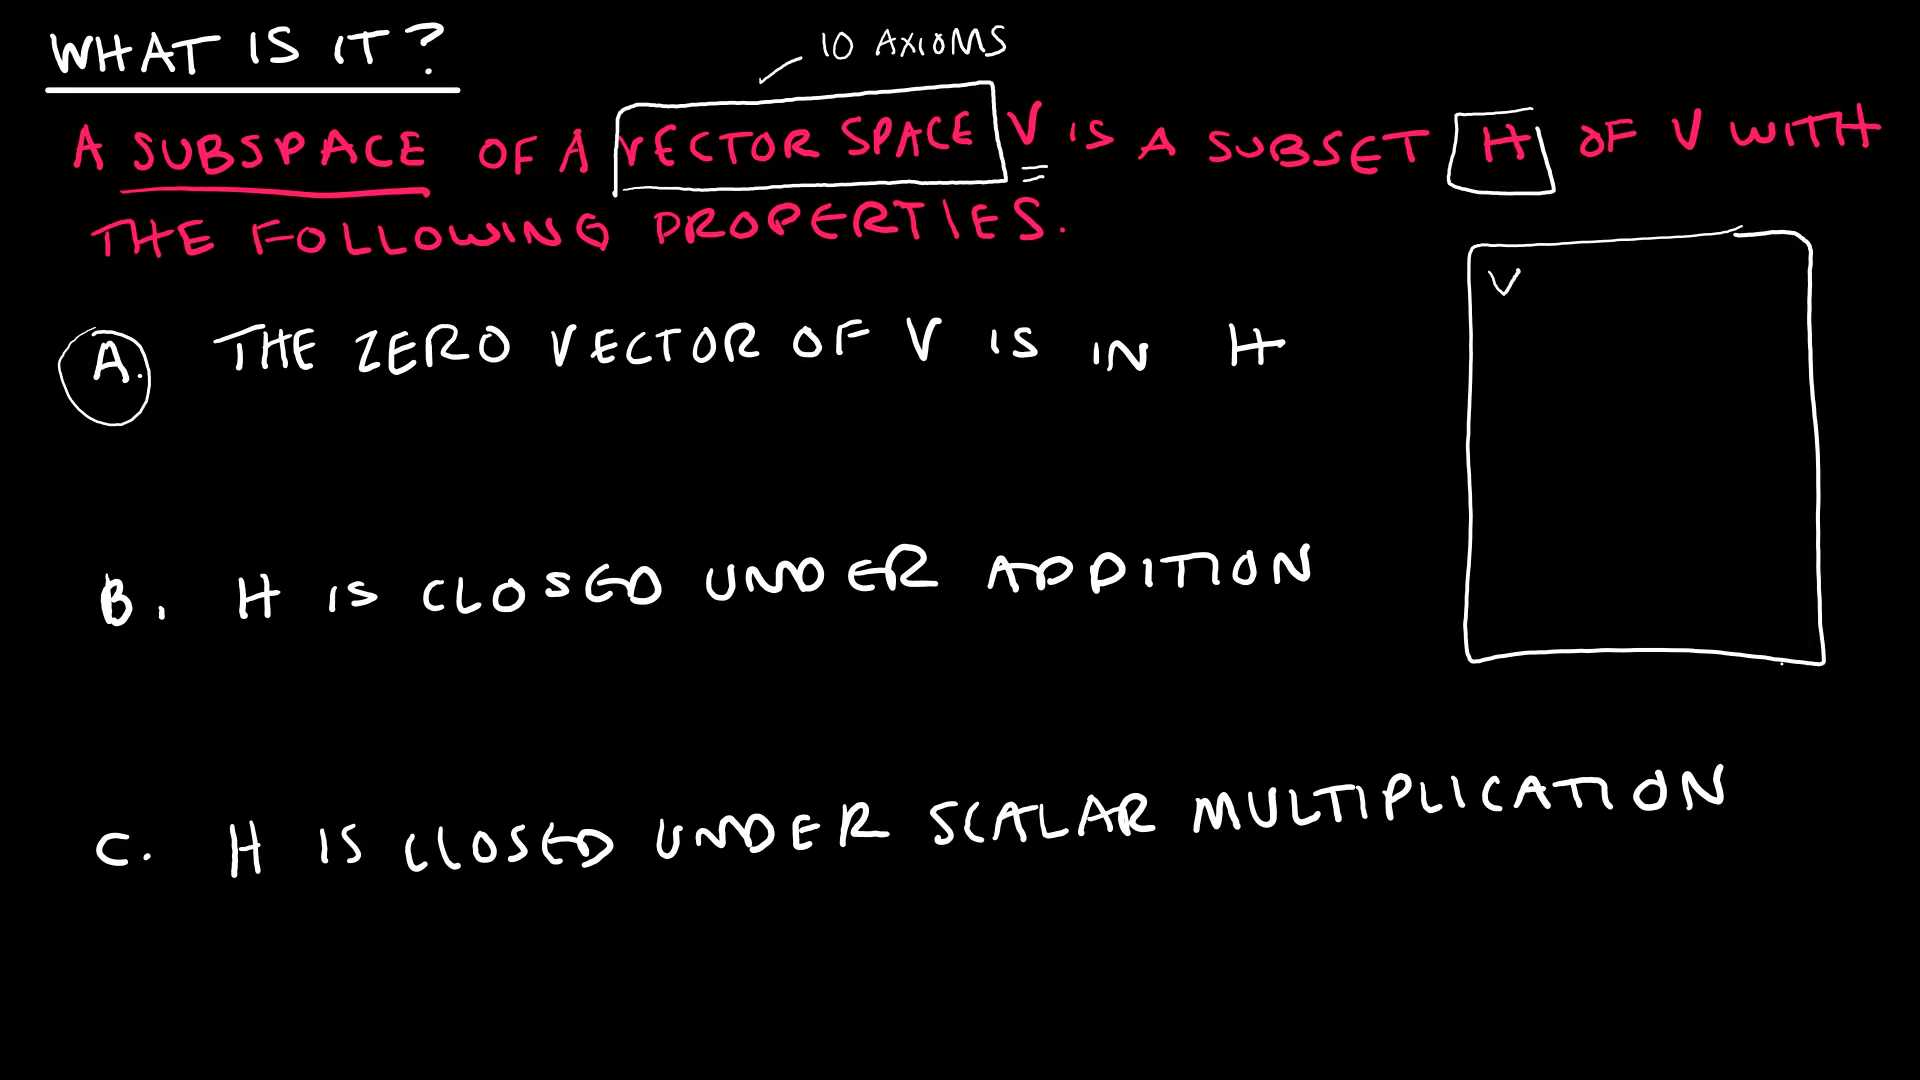 WHAT IS IT?
10 AXIOMS
A SUBSPACE OF A VECTOR SPACE V IS A SUBSET H OF V WITH
THE FOLLOWING PROPERTIES.
V
A. THE ZERO VECTOR OF V IS IN H
B. H IS CLOSED UNDER ADDITION
C. H IS CLOSED UNDER SCALAR MULTIPLICATION